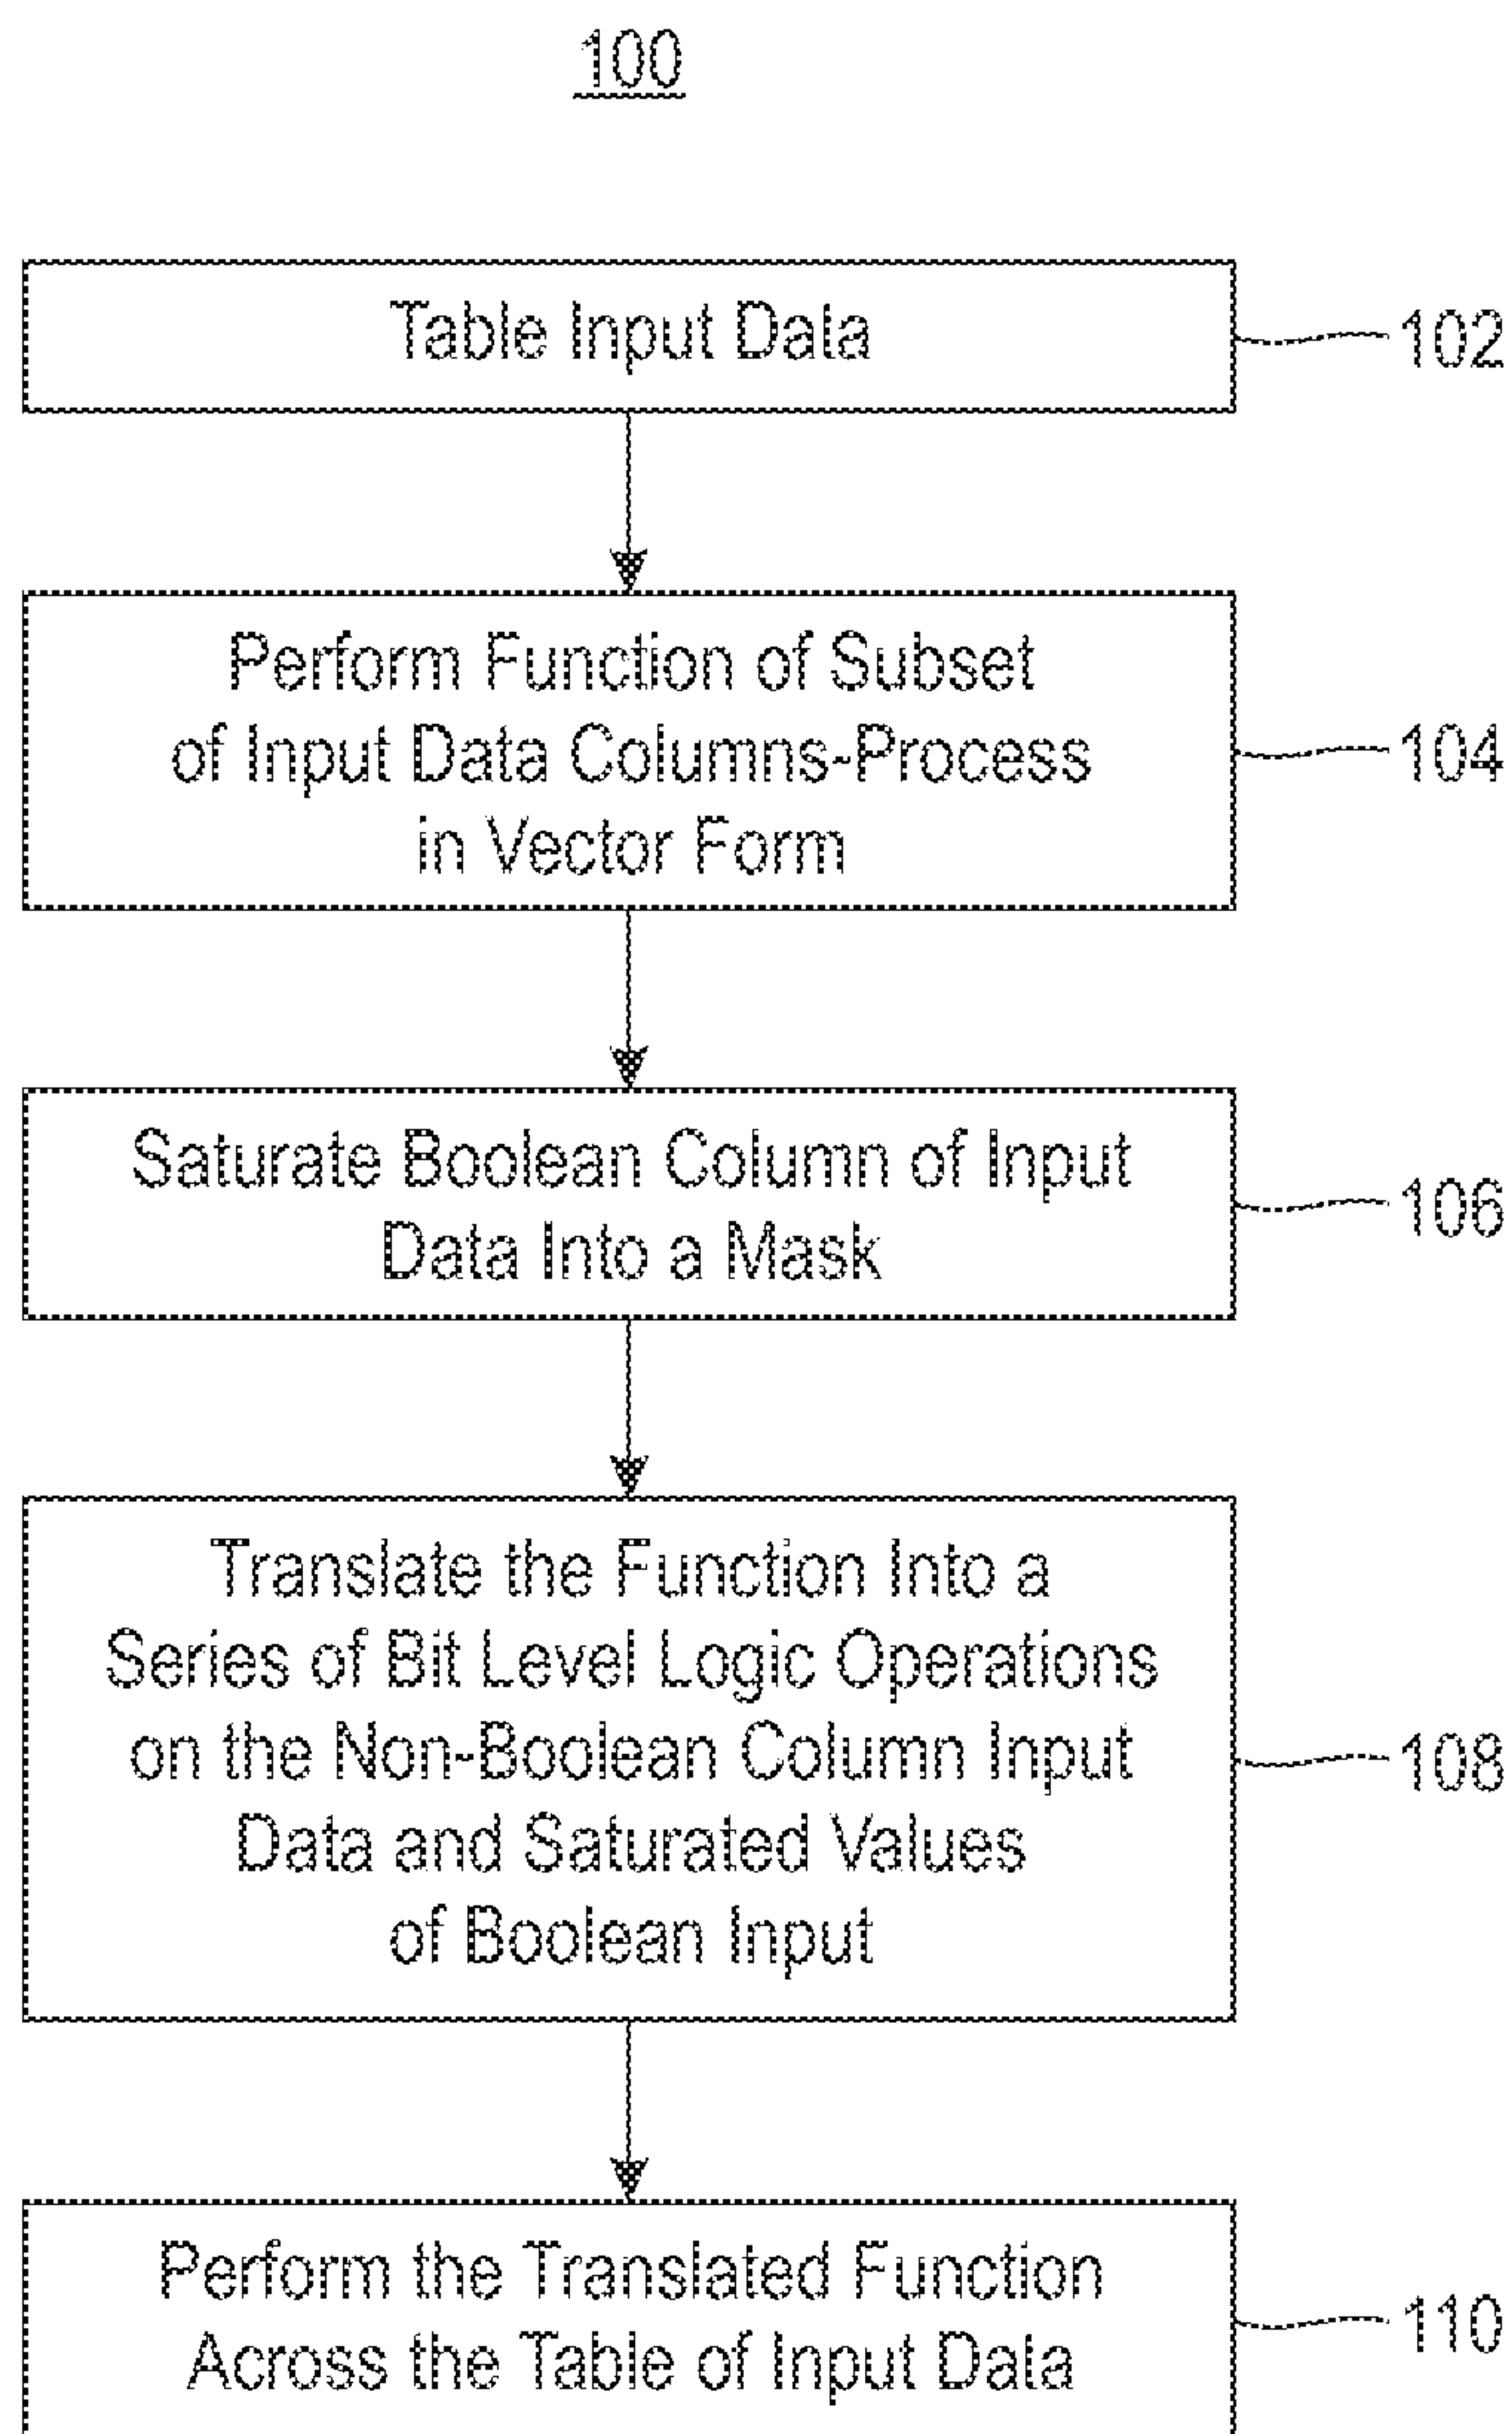 100
Table Input Data
102
Perform Function of Subset
of Input Data Columns-Process
in Vector Form
104
Saturate Boolean Column of Input
Data Into a Mask
106
Translate the Function Into a
Series of Bit Level Logic Operations
on the Non-Boolean Column Input
Data and Saturated Values
of Boolean Input
108
Perform the Translated Function
Across the Table of Input Data
110